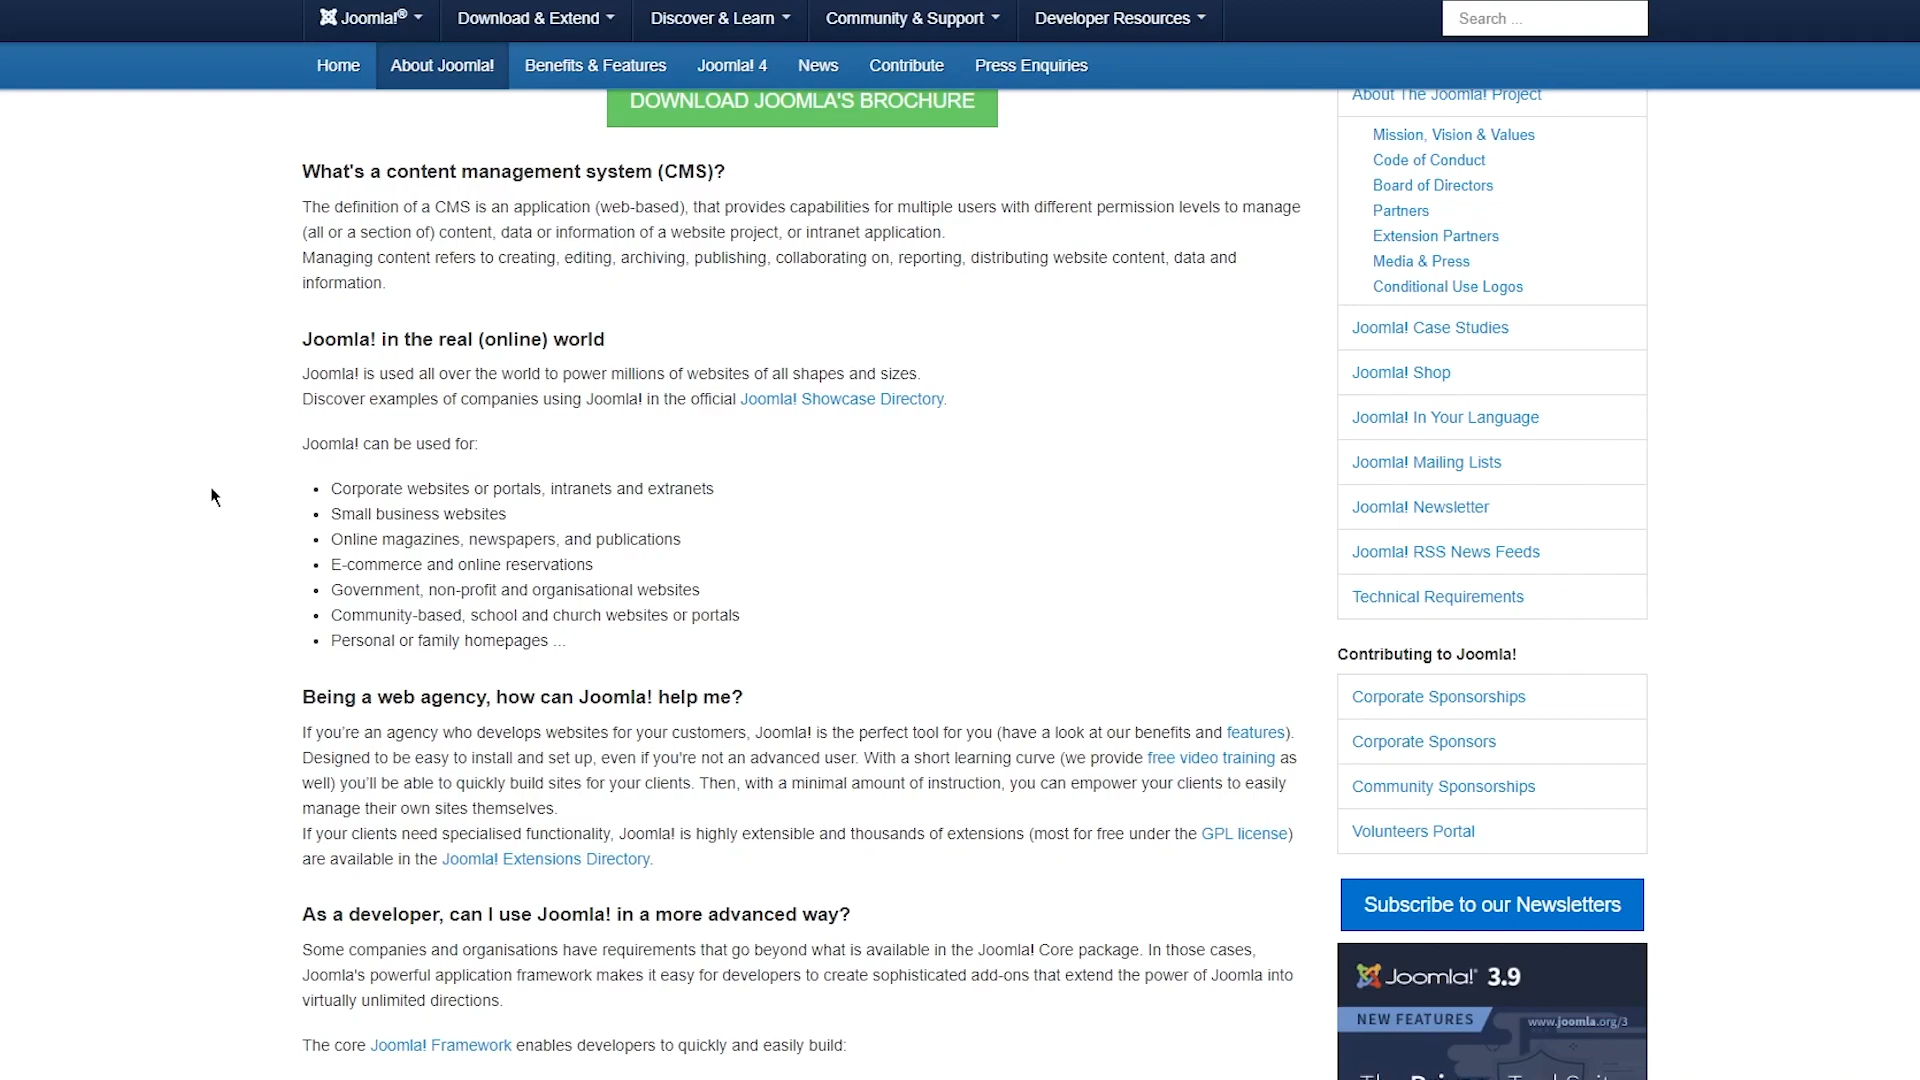 Joomla!®
Download & Extend
Discover & Learn
Community & Support
Developer Resources
Search ...
Home
About Joomla!
Benefits & Features
Joomla! 4
News
Contribute
Press Enquiries
DOWNLOAD JOOMLA'S BROCHURE
What's a content management system (CMS)?
The definition of a CMS is an application (web-based), that provides capabilities for multiple users with different permission levels to manage
(all or a section of) content, data or information of a website project, or intranet application.
Managing content refers to creating, editing, archiving, publishing, collaborating on, reporting, distributing website content, data and
information.
Joomla! in the real (online) world
Joomla! is used all over the world to power millions of websites of all shapes and sizes.
Discover examples of companies using Joomla! in the official Joomla! Showcase Directory.
Joomla! can be used for:
• Corporate websites or portals, intranets and extranets
• Small business websites
• Online magazines, newspapers, and publications
• E-commerce and online reservations
• Government, non-profit and organisational websites
• Community-based, school and church websites or portals
• Personal or family homepages ...
Being a web agency, how can Joomla! help me?
If you’re an agency who develops websites for your customers, Joomla! is the perfect tool for you (have a look at our benefits and features).
Designed to be easy to install and set up, even if you're not an advanced user. With a short learning curve (we provide free video training as
well) you’ll be able to quickly build sites for your clients. Then, with a minimal amount of instruction, you can empower your clients to easily
manage their own sites themselves.
If your clients need specialised functionality, Joomla! is highly extensible and thousands of extensions (most for free under the GPL license)
are available in the Joomla! Extensions Directory.
As a developer, can I use Joomla! in a more advanced way?
Some companies and organisations have requirements that go beyond what is available in the Joomla! Core package. In those cases,
Joomla's powerful application framework makes it easy for developers to create sophisticated add-ons that extend the power of Joomla into
virtually unlimited directions.
The core Joomla! Framework enables developers to quickly and easily build:
About The Joomla! Project
Mission, Vision & Values
Code of Conduct
Board of Directors
Partners
Extension Partners
Media & Press
Conditional Use Logos
Joomla! Case Studies
Joomla! Shop
Joomla! In Your Language
Joomla! Mailing Lists
Joomla! Newsletter
Joomla! RSS News Feeds
Technical Requirements
Contributing to Joomla!
Corporate Sponsorships
Corporate Sponsors
Community Sponsorships
Volunteers Portal
Subscribe to our Newsletters
Joomla!® 3.9
NEW FEATURES
www.joomla.org/3